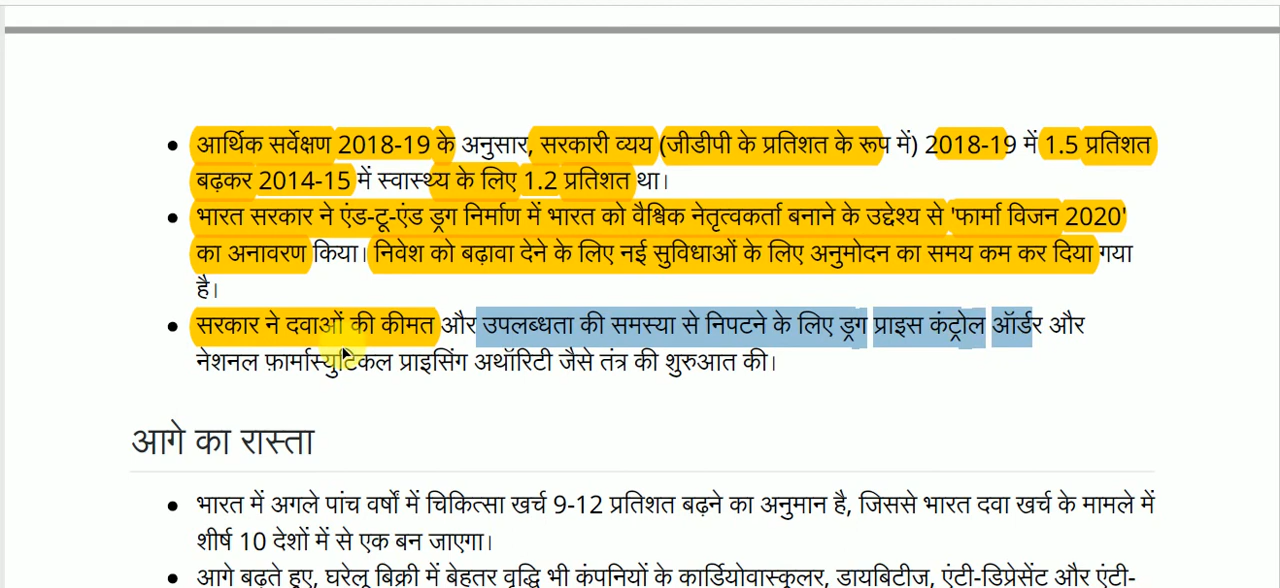 आर्थिक सर्वेक्षण 2018-19 के अनुसार, सरकारी व्यय (जीडीपी के प्रतिशत के रूप में) 2018-19 में 1.5 प्रतिशत
बढ़कर 2014-15 में स्वास्थ्य के लिए 1.2 प्रतिशत था।
भारत सरकार ने एंड-टू-एंड ड्रग निर्माण में भारत को वैश्विक नेतृत्वकर्ता बनाने के उद्देश्य से 'फार्मा विजन 2020'
का अनावरण किया। निवेश को बढ़ावा देने के लिए नई सुविधाओं के लिए अनुमोदन का समय कम कर दिया गया
है।
सरकार ने दवाओं की कीमत और उपलब्धता की समस्या से निपटने के लिए ड्रग प्राइस कंट्रोल ऑर्डर और
नेशनल फ़ार्मास्युटिकल प्राइसिंग अथॉरिटी जैसे तंत्र की शुरुआत की।
आगे का रास्ता
भारत में अगले पांच वर्षों में चिकित्सा खर्च 9-12 प्रतिशत बढ़ने का अनुमान है, जिससे भारत दवा खर्च के मामले में
शीर्ष 10 देशों में से एक बन जाएगा।
आगे बढ़ते हुए, घरेलू बिक्री में बेहतर वृद्धि भी कंपनियों के कार्डियोवास्कुलर, डायबिटीज, एंटी-डिप्रेसेंट और एंटी-